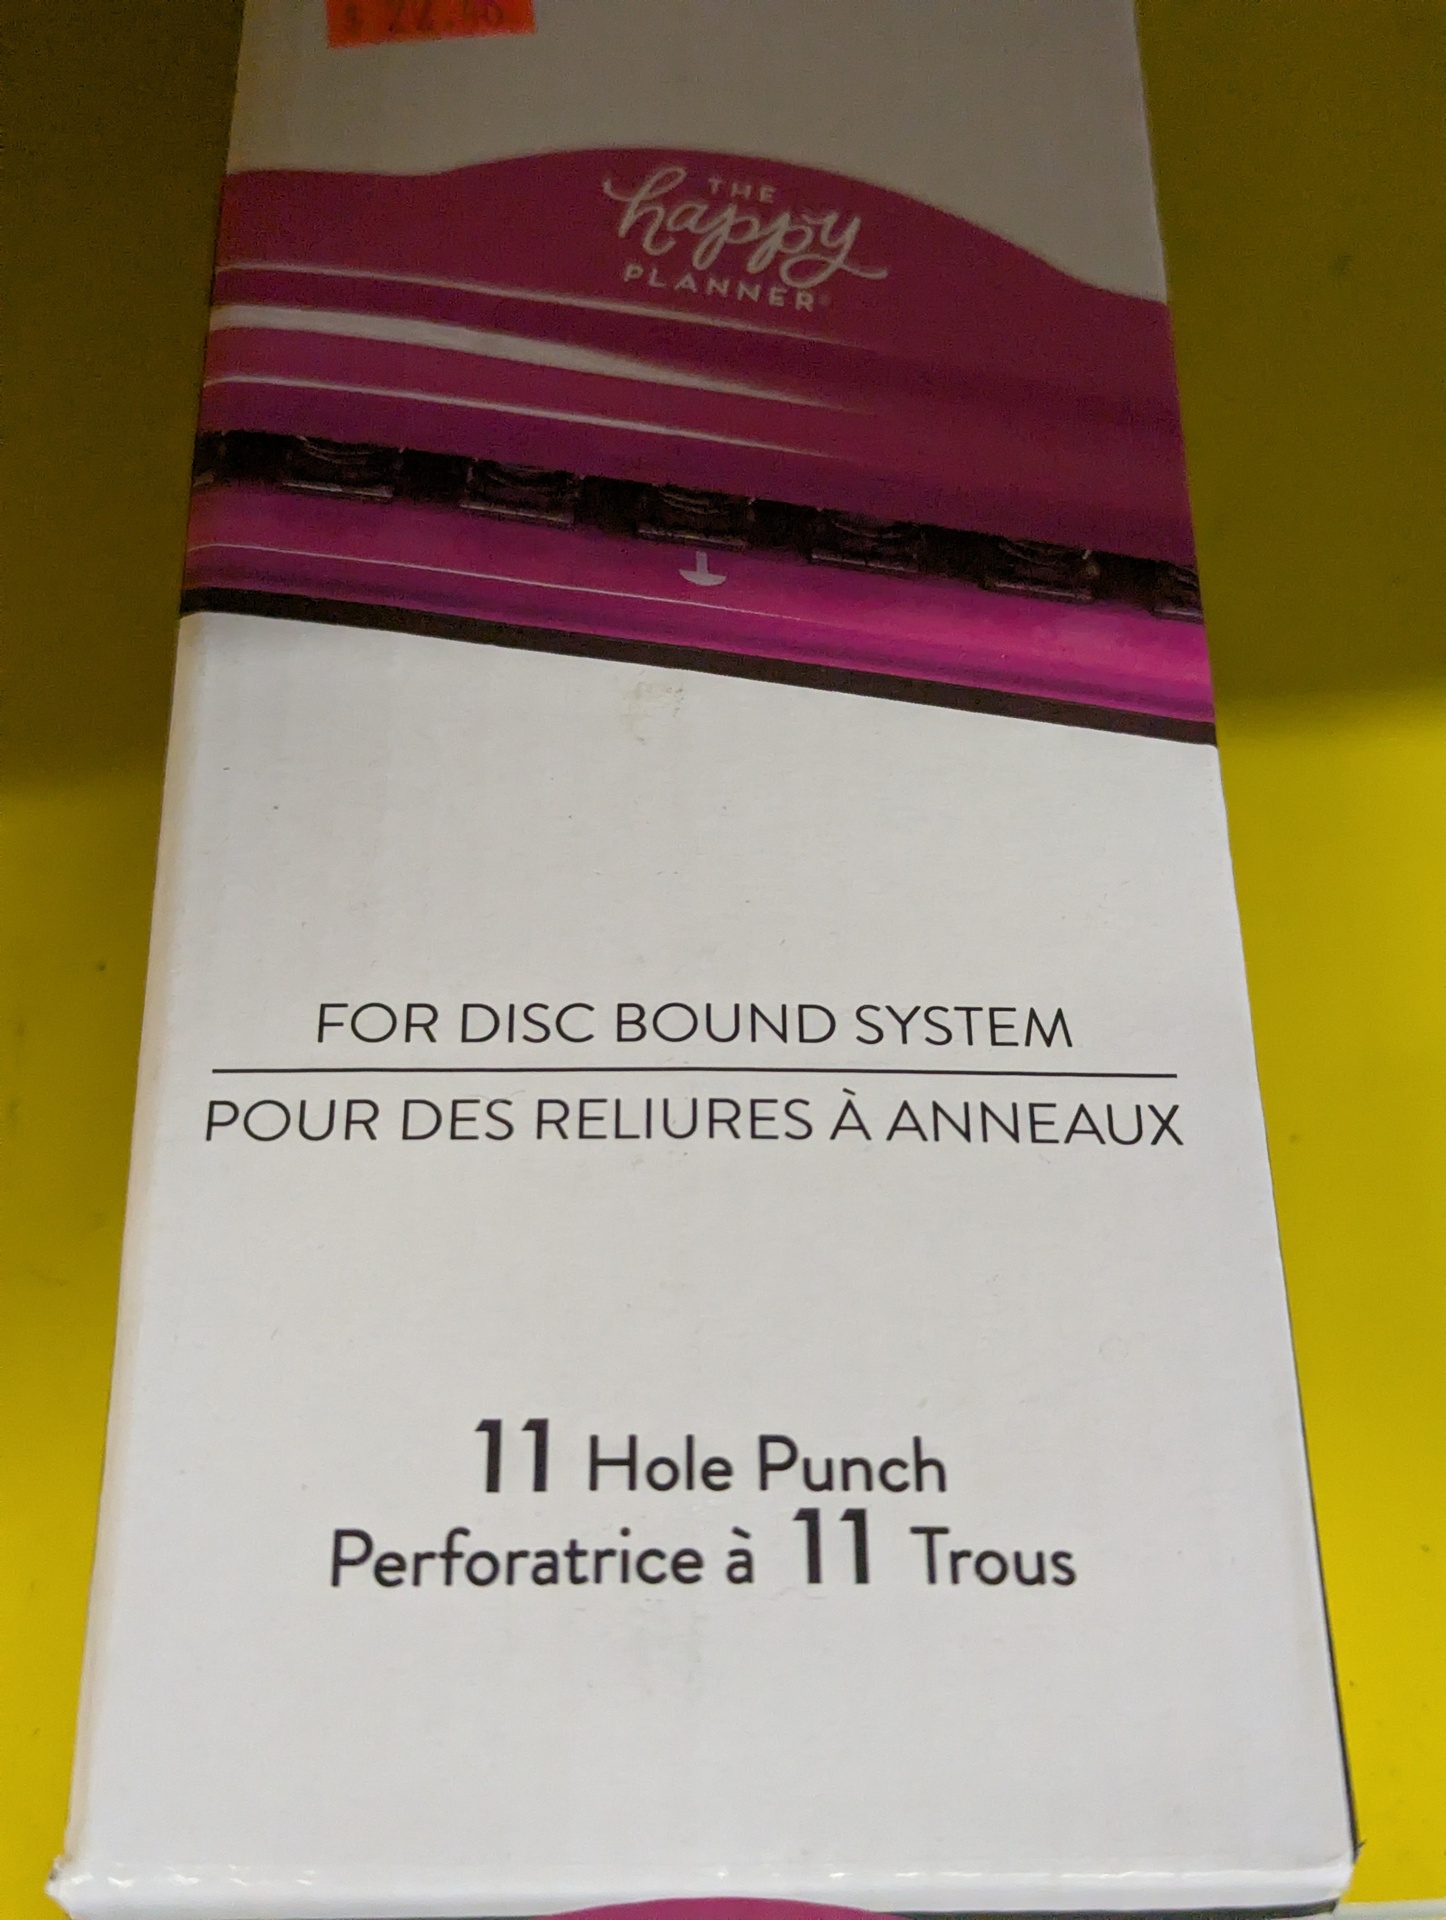 THE
happy
PLANNER®
FOR DISC BOUND SYSTEM
POUR DES RELIURES À ANNEAUX
11 Hole Punch
Perforatrice à 11 Trous